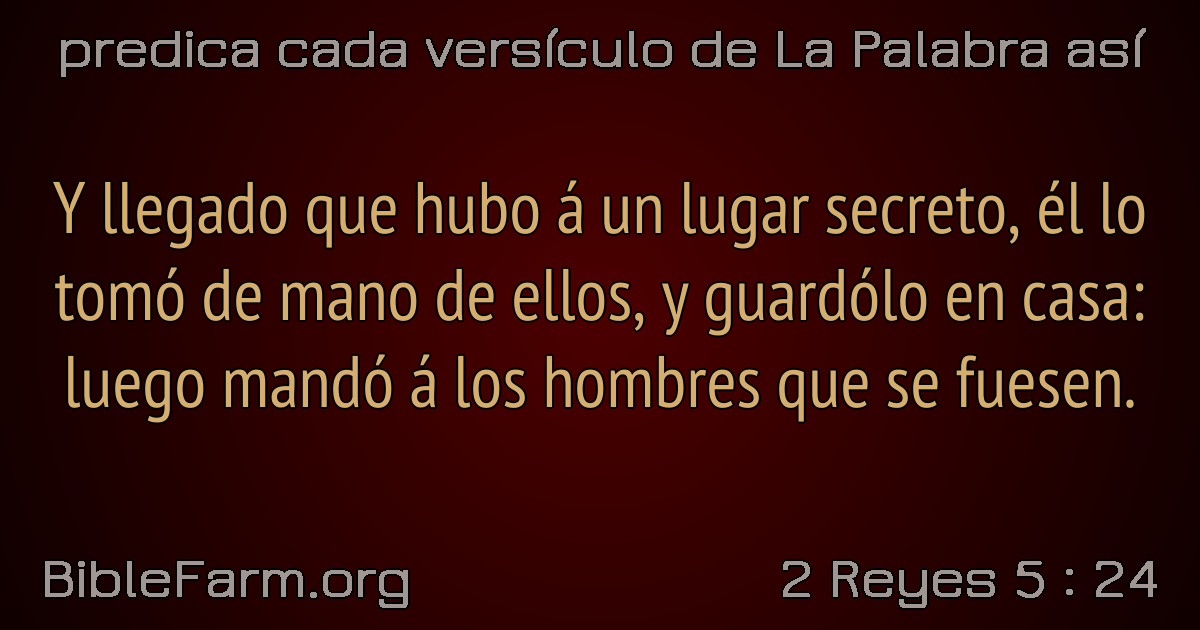 predica cada versículo de La Palabra así
Y llegado que hubo á un lugar secreto, él lo
tomó de mano de ellos, y guardólo en casa:
luego mandó á los hombres que se fuesen.
BibleFarm.org
2 Reyes 5 : 24